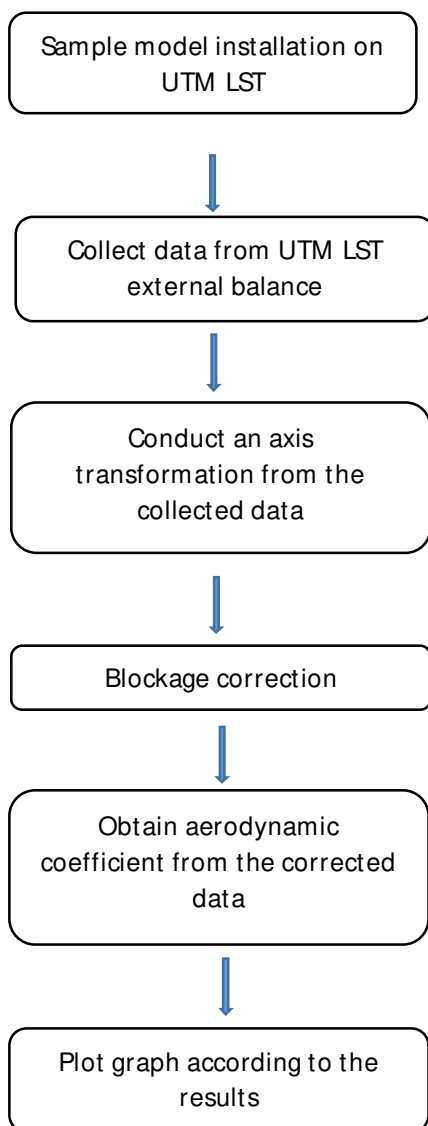 Sample model installation on
UTM LST
Collect data from UTM LST
external balance
Conduct an axis
transformation from the
collected data
Blockage correction
Obtain aerodynamic
coefficient from the corrected
data
Plot graph according to the
results